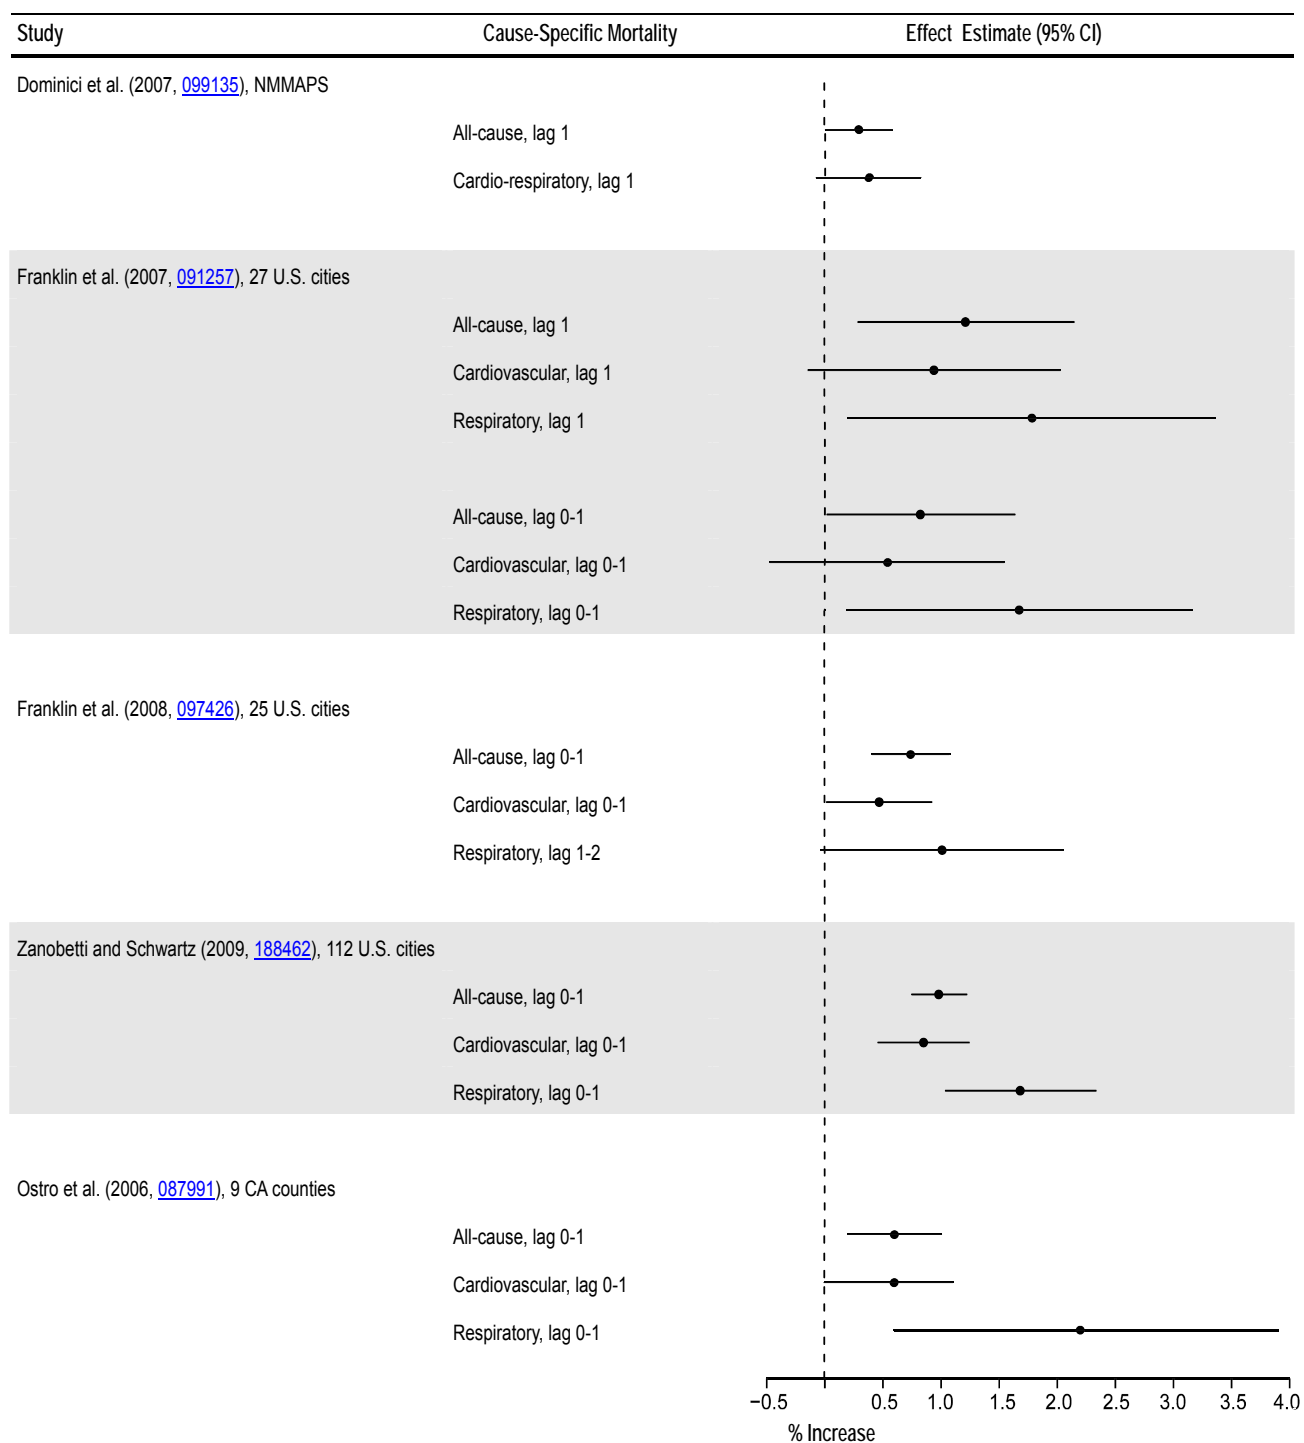 Study Cause-Specific Mortality Effect Estimate (95% CI)
Dominici et al. (2007, 099135), NMMAPS
All-cause, lag 1
Cardio-respiratory, lag 1
Franklin et al. (2007, 091257), 27 U.S. cities
All-cause, lag 1
Cardiovascular, lag 1
Respiratory, lag 1
All-cause, lag 0-1
Cardiovascular, lag 0-1
Respiratory, lag 0-1
Franklin et al. (2008, 097426), 25 U.S. cities
All-cause, lag 0-1
Cardiovascular, lag 0-1
Respiratory, lag 1-2
Zanobetti and Schwartz (2009, 188462), 112 U.S. cities
All-cause, lag 0-1
Cardiovascular, lag 0-1
Respiratory, lag 0-1
Ostro et al. (2006, 087991), 9 CA counties
All-cause, lag 0-1
Cardiovascular, lag 0-1
Respiratory, lag 0-1
−0.5 0.5 1.0 1.5 2.0 2.5 3.0 3.5 4.0
% Increase